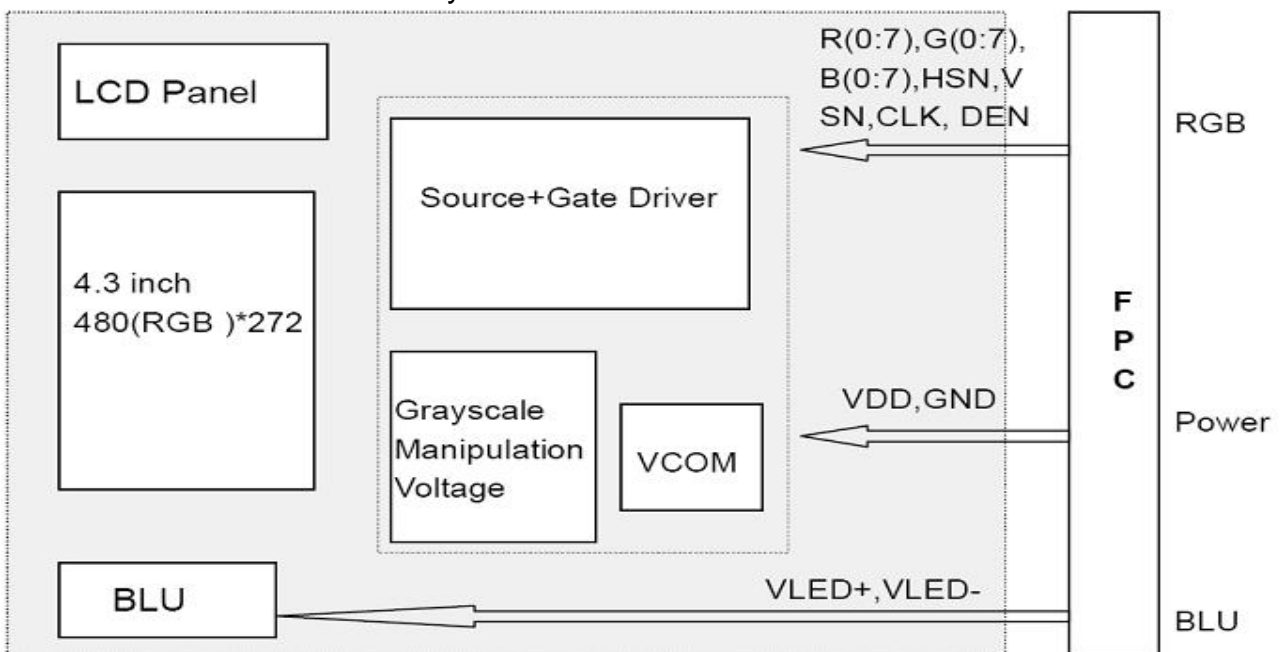 LCD Panel
4.3 inch
480(RGB )*272
BLU
Source+Gate Driver
Grayscale
Manipulation
Voltage
VCOM
R(0:7),G(0:7),
B(0:7),HSN,V
SN,CLK, DEN
VDD,GND
VLED+,VLED-
F
P
C
RGB
Power
BLU